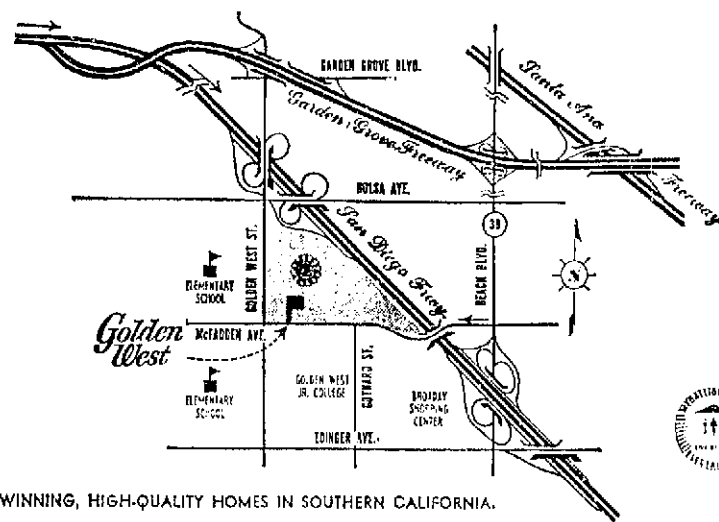 GARDEN GROVE BLVD.
Santa Ana
Freeway
Garden Grove Freeway
BOLSA AVE.
39
San Diego Frwy.
GOLDEN WEST ST.
BEACH BLVD.
N
ELEMENTARY
SCHOOL
Golden
West
McFADDEN AVE.
GOTHARD ST.
ELEMENTARY
SCHOOL
GOLDEN WEST
JR. COLLEGE
BROADAY
SHOPPING
CENTER
EDINGER AVE.
WINNING, HIGH-QUALITY HOMES IN SOUTHERN CALIFORNIA.